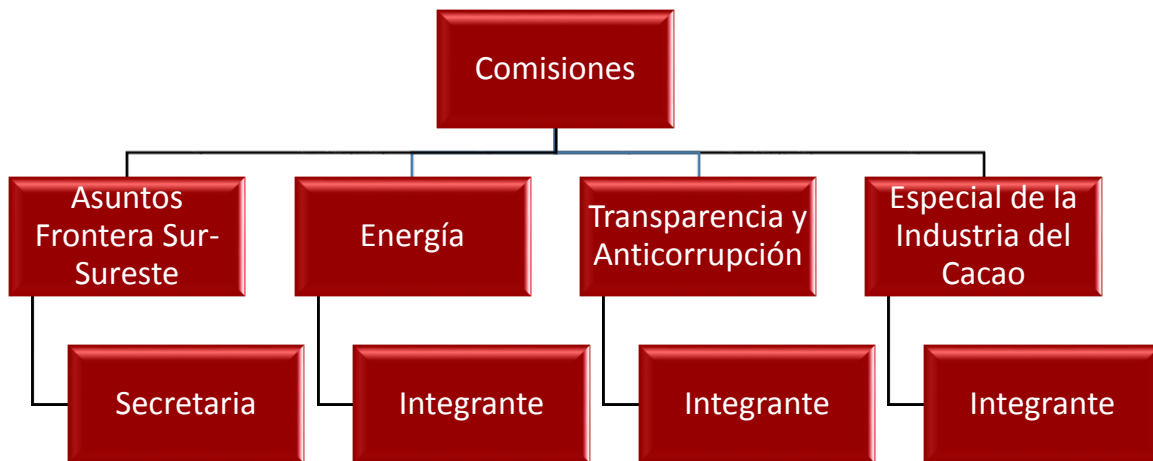 Comisiones
Asuntos
Frontera Sur-
Sureste
Energía
Transparencia y
Anticorrupción
Especial de la
Industria del
Cacao
Secretaria
Integrante
Integrante
Integrante